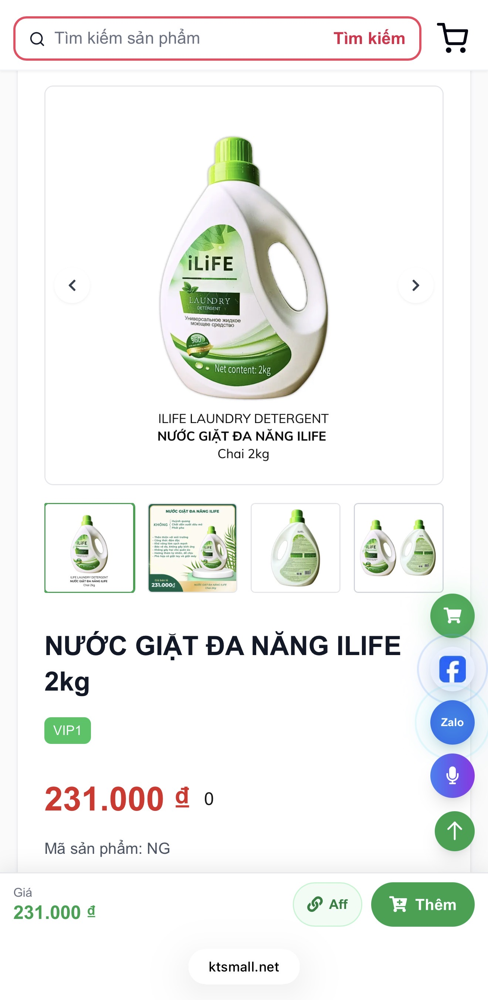 Tìm kiếm sản phẩm
Tìm kiếm
iLiFE
LAUNDRY
DETERGENT
Универсальное жидкое
моющее средство
360
Net content: 2kg
ILIFE LAUNDRY DETERGENT
NƯỚC GIẶT ĐA NĂNG ILIFE
Chai 2kg
iLiFE
ILIFE LAUNDRY DETERGENT
NƯỚC GIẶT ĐA NĂNG ILIFE
Chai 2kg
NƯỚC GIẶT ĐA NĂNG ILIFE
KHÔNG
Huỳnh quang
Chất dẫn xuất dầu mỏ
Phốt pho
- Thân thiện với môi trường
- Công thức đậm đặc
- Khả năng làm sạch mạnh
- Bảo vệ da, không gây kích ứng
- Không gây hại cho quần áo
- Hương thơm tự nhiên, dễ chịu
- Phù hợp cả giặt tay và giặt máy
iLiFE
Giá bán lẻ
231.000₫
NƯỚC GIẶT ĐA NĂNG ILIFE
Chai 2Kg
iLiFE
NƯỚC GIẶT ĐA NĂNG ILIFE
2kg
VIP1
Zalo
231.000 ₫ 0
Mã sản phẩm: NG
Giá
231.000 ₫
Aff
Thêm
ktsmall.net